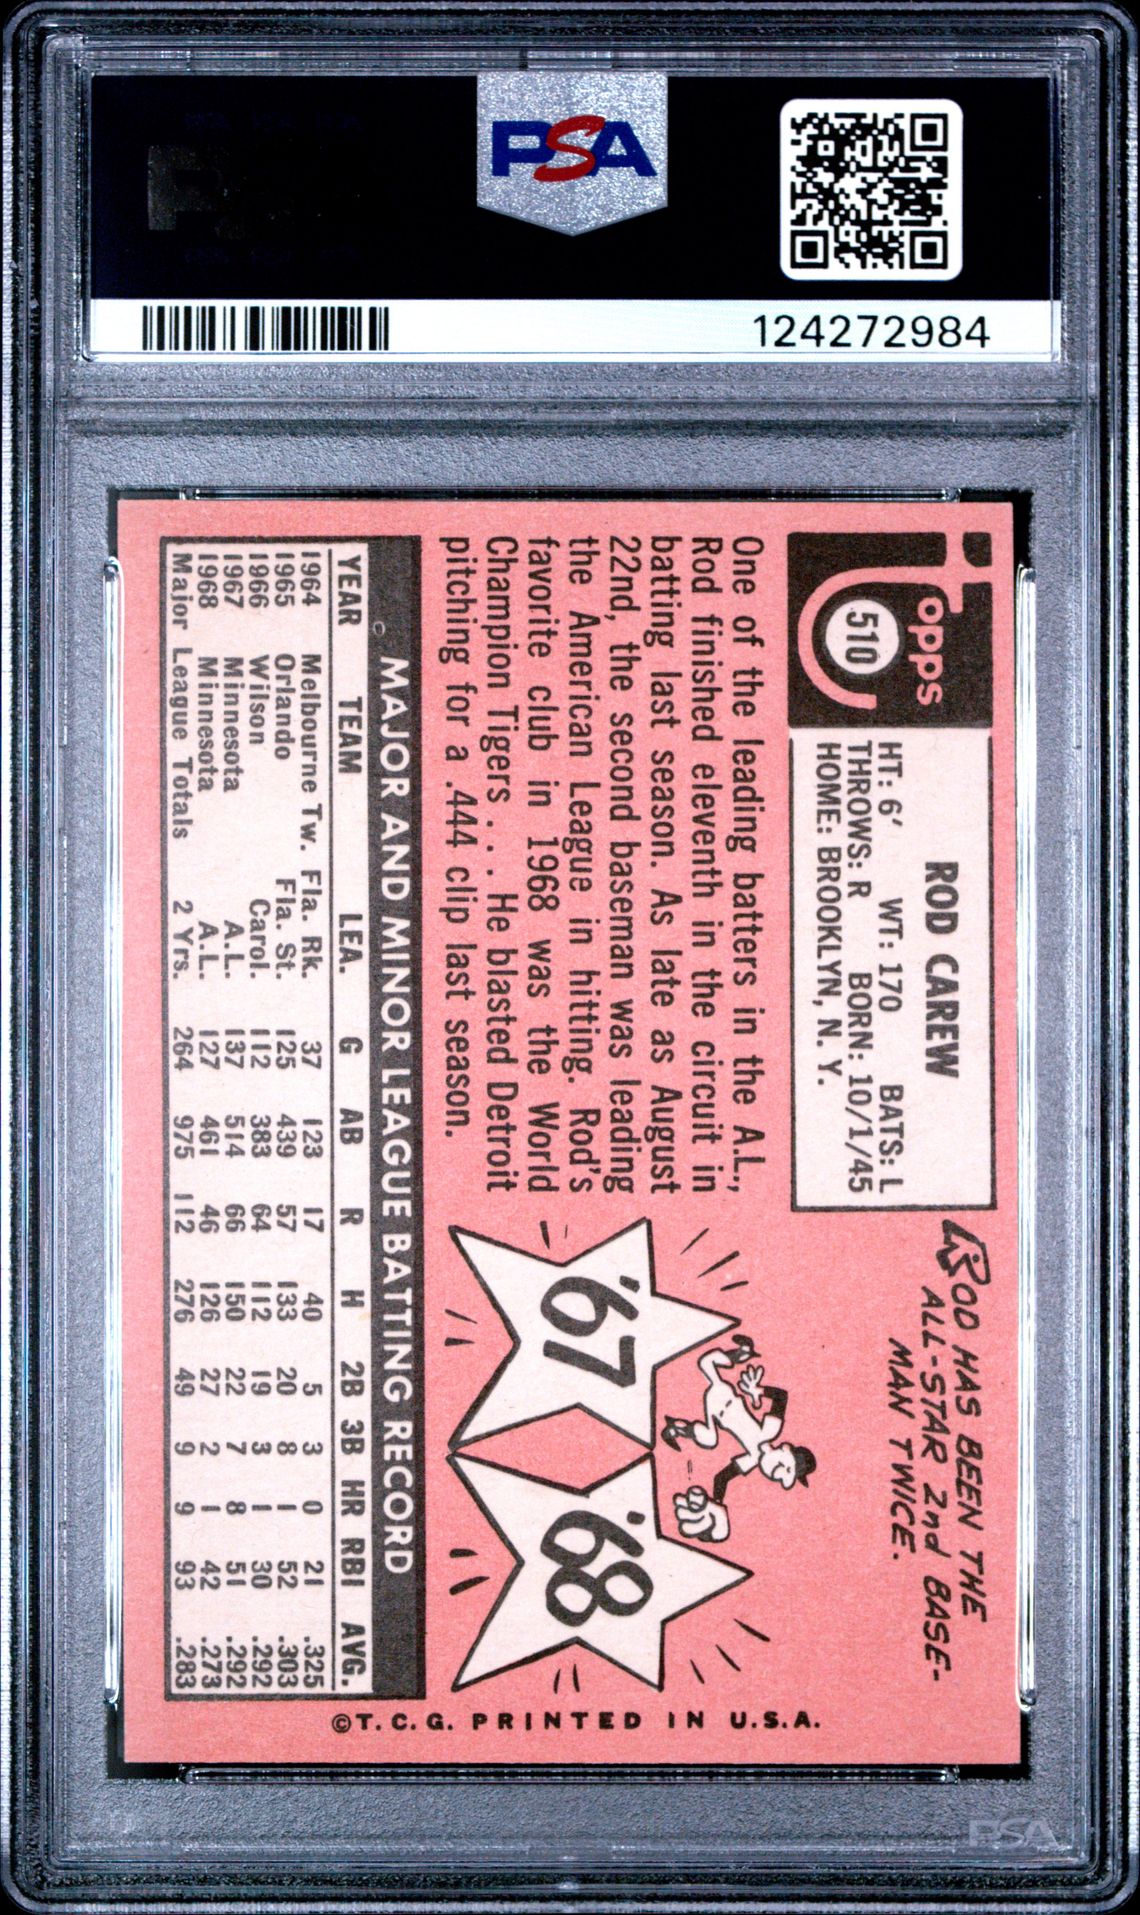 PSA
124272984
Topps
510
ROD CAREW
HT: 6' WT: 170 BATS: L
THROWS: R BORN: 10/1/45
HOME: BROOKLYN, N. Y.
One of the leading batters in the A.L.,
Rod finished eleventh in the circuit in
batting last season. As late as August
22nd, the second baseman was leading
the American League in hitting. Rod's
favorite club in 1968 was the World
Champion Tigers . . . He blasted Detroit
pitching for a .444 clip last season.
ROD HAS BEEN THE
ALL-STAR 2nd BASE-
MAN TWICE.
'67 '68
MAJOR AND MINOR LEAGUE BATTING RECORD
YEAR TEAM LEA. G AB R H 2B 3B HR RBI AVG.
1964 Melbourne Tw. Fla. Rk. 37 123 17 40 5 3 0 21 .325
1965 Orlando Fla. St. 125 439 57 133 20 8 1 52 .303
1966 Wilson Carol. 112 383 64 112 19 3 1 30 .292
1967 Minnesota A.L. 137 514 66 150 22 7 8 51 .292
1968 Minnesota A.L. 127 461 46 126 27 2 1 42 .273
Major League Totals 2 Yrs. 264 975 112 276 49 9 9 93 .283
©T.C.G. PRINTED IN U.S.A.
PSA